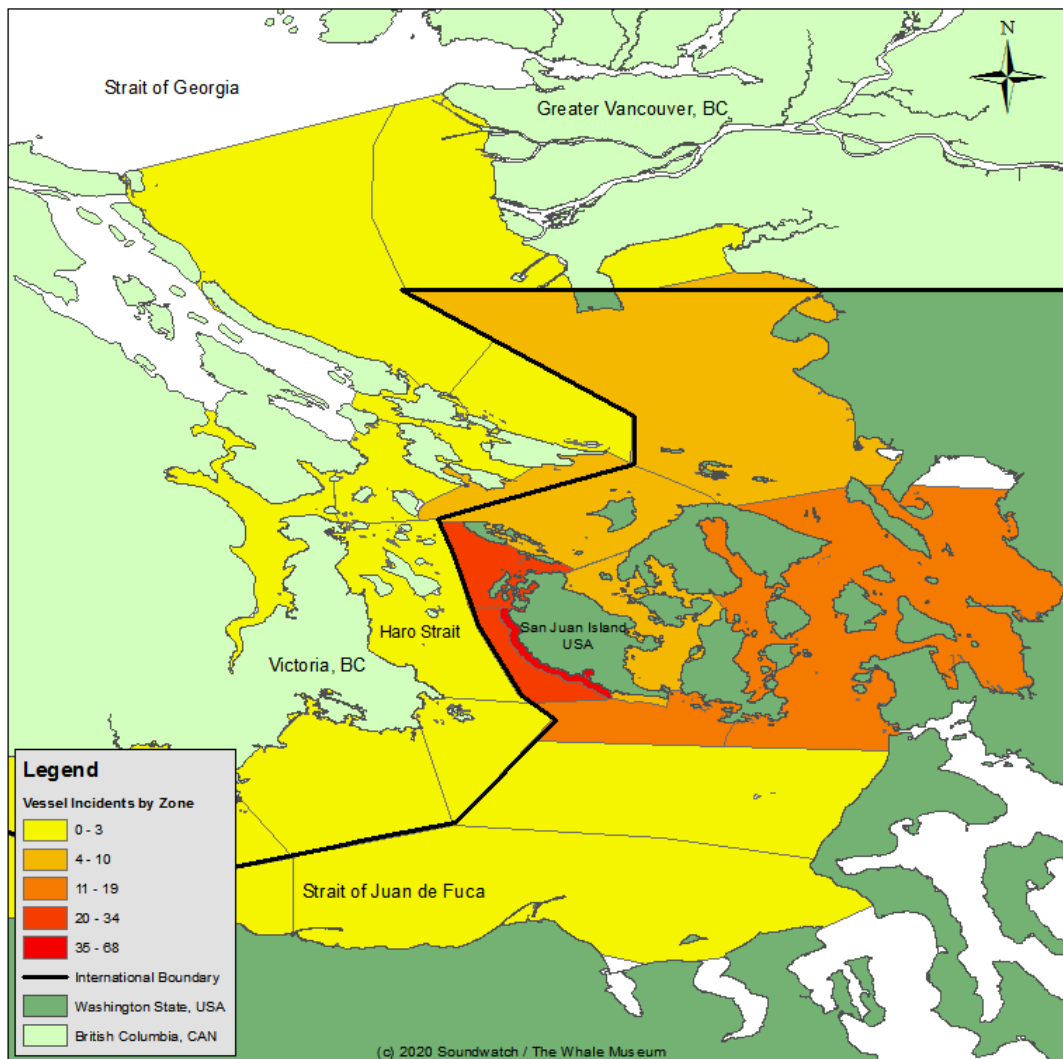 N
Strait of Georgia
Greater Vancouver, BC
Haro Strait
San Juan Island,
USA
Victoria, BC
Strait of Juan de Fuca
Legend
Vessel Incidents by Zone
0 - 3
4 - 10
11 - 19
20 - 34
35 - 68
International Boundary
Washington State, USA
British Columbia, CAN
(c) 2020 Soundwatch / The Whale Museum